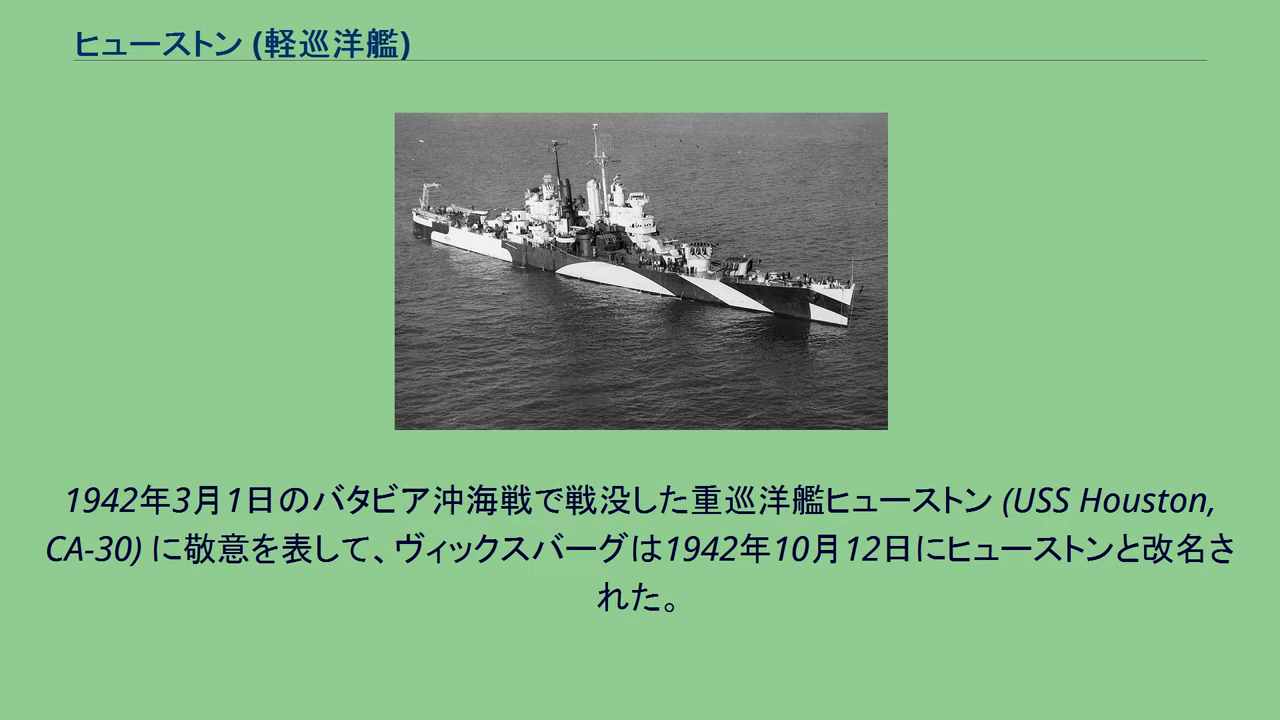 ヒューストン (軽巡洋艦)
1942年3月1日のバタビア沖海戦で戦没した重巡洋艦ヒューストン (USS Houston,
CA-30) に敬意を表して、ヴィックスバーグは1942年10月12日にヒューストンと改名さ
れた。